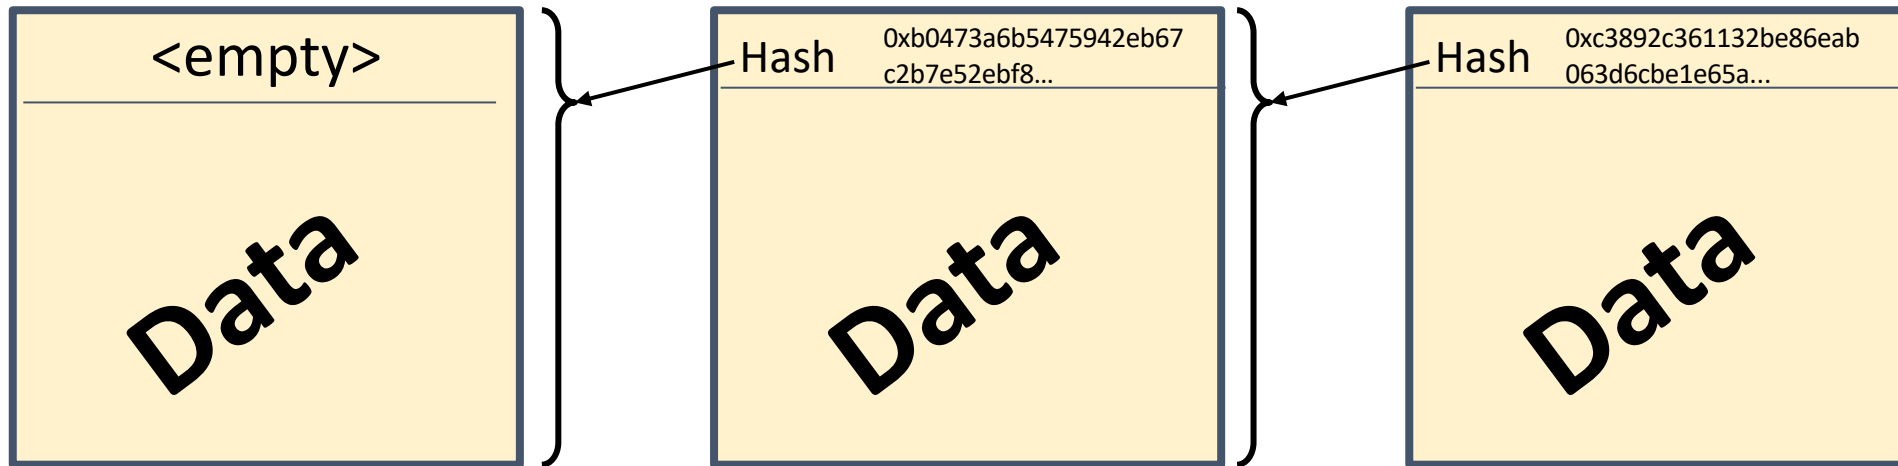 <empty>
Data
Hash
0xb0473a6b5475942eb67
c2b7e52ebf8...
Data
Hash
0xc3892c361132be86eab
063d6cbe1e65a...
Data